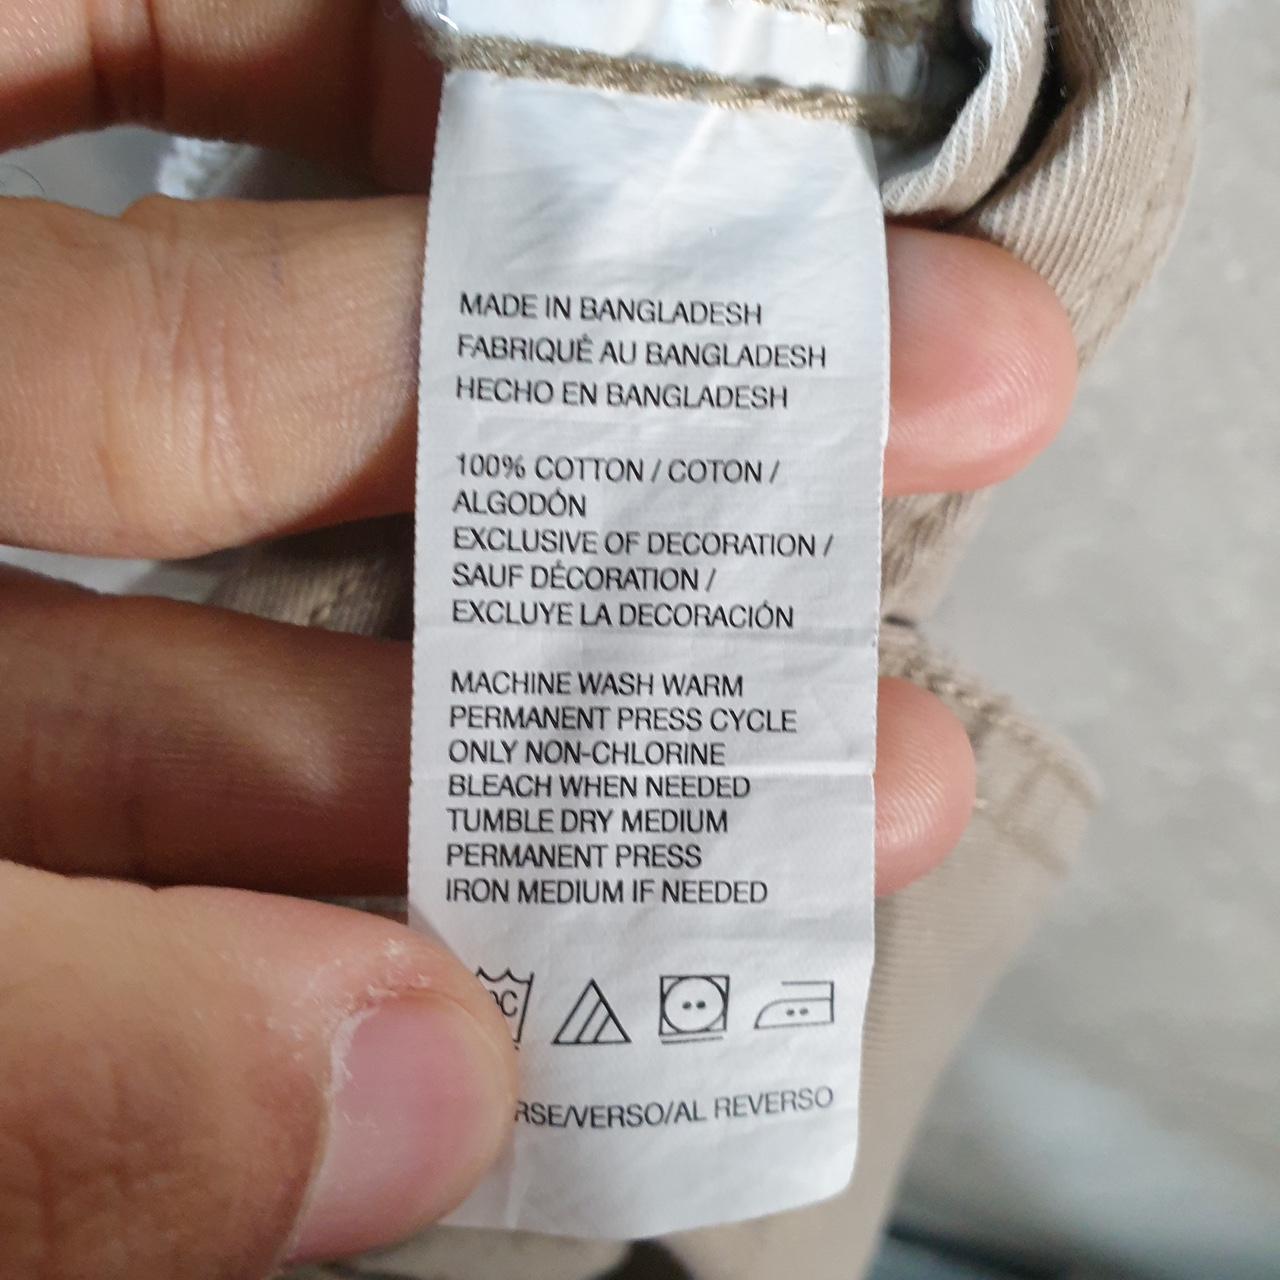 MADE IN BANGLADESH
FABRIQUÉ AU BANGLADESH
HECHO EN BANGLADESH
100% COTTON / COTON /
ALGODÓN
EXCLUSIVE OF DECORATION /
SAUF DÉCORATION /
EXCLUYE LA DECORACIÓN
MACHINE WASH WARM
PERMANENT PRESS CYCLE
ONLY NON-CHLORINE
BLEACH WHEN NEEDED
TUMBLE DRY MEDIUM
PERMANENT PRESS
IRON MEDIUM IF NEEDED
/VERSO/AL REVERSO